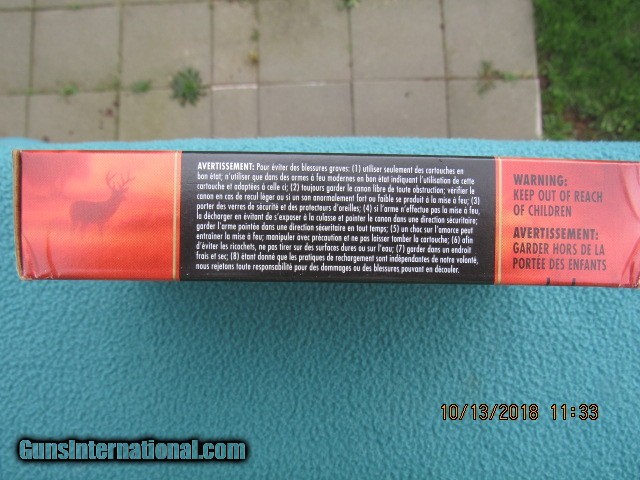 AVERTISSEMENT: Pour éviter des blessures graves: (1) utiliser seulement des cartouches en
bon état; n'utiliser que dans des armes à feu modernes en bon état indiquant l'utilisation de cette
cartouche et adaptées à celle ci; (2) toujours garder le canon libre de toute obstruction; vérifier le
canon en cas de recul léger ou si un son anormalement fort ou faible se produit à la mise à feu; (3)
porter des verres de sécurité et des protecteurs d'oreilles; (4) si l'arme n'effectue pas la mise à feu,
la décharger en évitant de s'exposer à la culasse et pointer le canon dans une direction sécuritaire;
garder l'arme pointée dans une direction sécuritaire en tout temps; (5) un choc sur l'amorce peut
entraîner la mise à feu; manipuler avec précaution et ne pas laisser tomber la cartouche; (6) afin
d'éviter les ricochets, ne pas tirer sur des surfaces dures ou sur l'eau; (7) garder dans un endroit
frais et sec; (8) étant donné que les pratiques de rechargement sont indépendantes de notre volonté,
nous rejetons toute responsabilité pour des dommages ou des blessures pouvant en découler.
WARNING:
KEEP OUT OF REACH
OF CHILDREN
AVERTISSEMENT:
GARDER HORS DE LA
PORTÉE DES ENFANTS
10/13/2018 11:33
GunsInternational.com